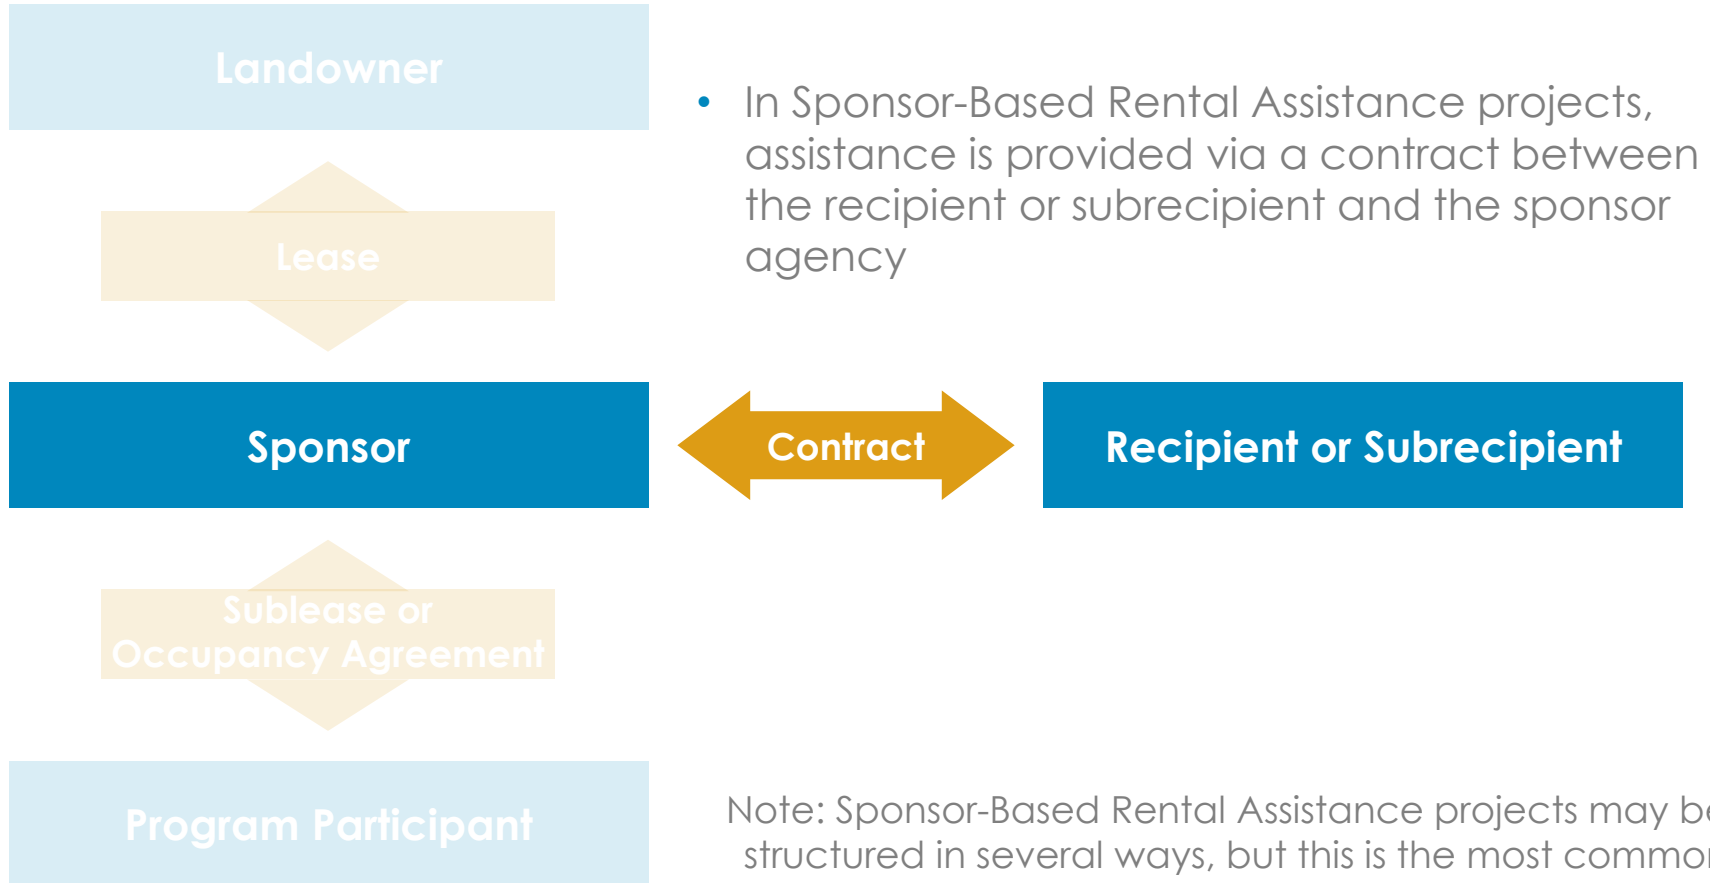 Landowner
• In Sponsor-Based Rental Assistance projects,
assistance is provided via a contract between
the recipient or subrecipient and the sponsor
agency
Lease
Sponsor
Contract
Recipient or Subrecipient
Sublease or
Occupancy Agreement
Program Participant
Note: Sponsor-Based Rental Assistance projects may be
structured in several ways, but this is the most common